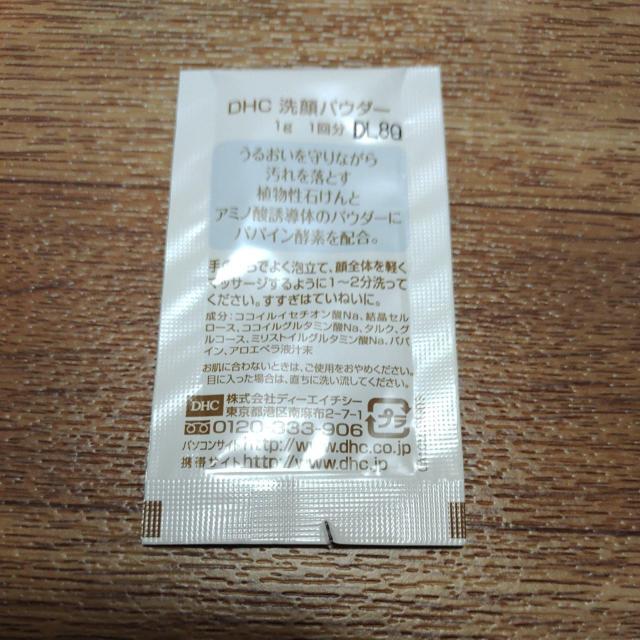 DHC 洗顔パウダー
1g 1回分 DL80
うるおいを守りながら
汚れを落とす
植物性石けんと
アミノ酸誘導体のパウダーに
パパイン酵素を配合。
でよく泡立て、顔全体を軽く
マッサージするように1〜2分洗って
ください。すすぎはていねいに。
成分：ココイルイセチオン酸Na、結晶セル
ロース、ココイルグルタミン酸Na、タルク、グ
ルコース、ミリストイルグルタミン酸Na、パパ
イン、アロエベラ液汁末
お肌に合わないときは、ご使用をおやめください。
目に入った場合は、直ちに洗い流してください。
DHC 株式会社ディーエイチシー
東京都港区南麻布2-7-1
0120-333-906
プラ
パソコンサイト http://www.dhc.co.jp
携帯サイト http://www.dhc.jp